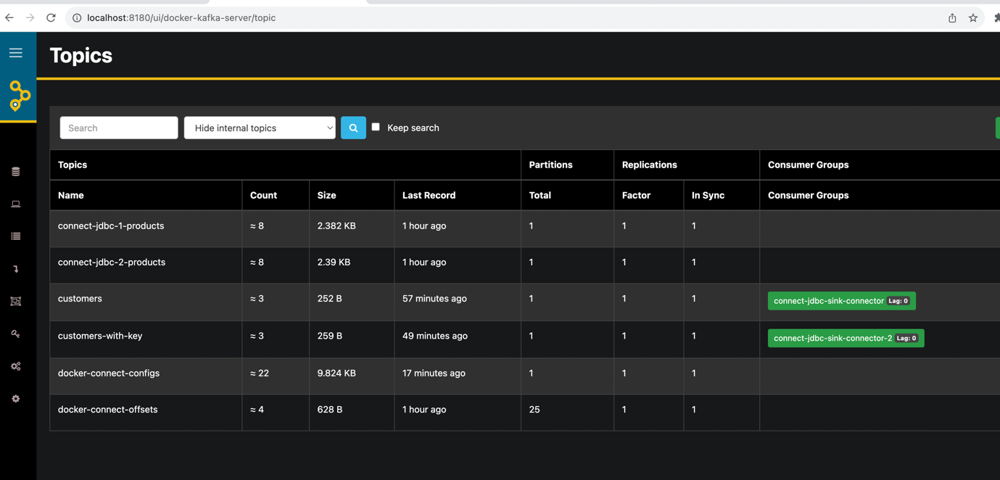 localhost:8180/ui/docker-kafka-server/topic
Topics
Search Hide internal topics Keep search
Topics Partitions Replications Consumer Groups
Name Count Size Last Record Total Factor In Sync Consumer Groups
connect-jdbc-1-products ≈ 8 2.382 KB 1 hour ago 1 1 1
connect-jdbc-2-products ≈ 8 2.39 KB 1 hour ago 1 1 1
customers ≈ 3 252 B 57 minutes ago 1 1 1 connect-jdbc-sink-connector Lag: 0
customers-with-key ≈ 3 259 B 49 minutes ago 1 1 1 connect-jdbc-sink-connector-2 Lag: 0
docker-connect-configs ≈ 22 9.824 KB 17 minutes ago 1 1 1
docker-connect-offsets ≈ 4 628 B 1 hour ago 25 1 1